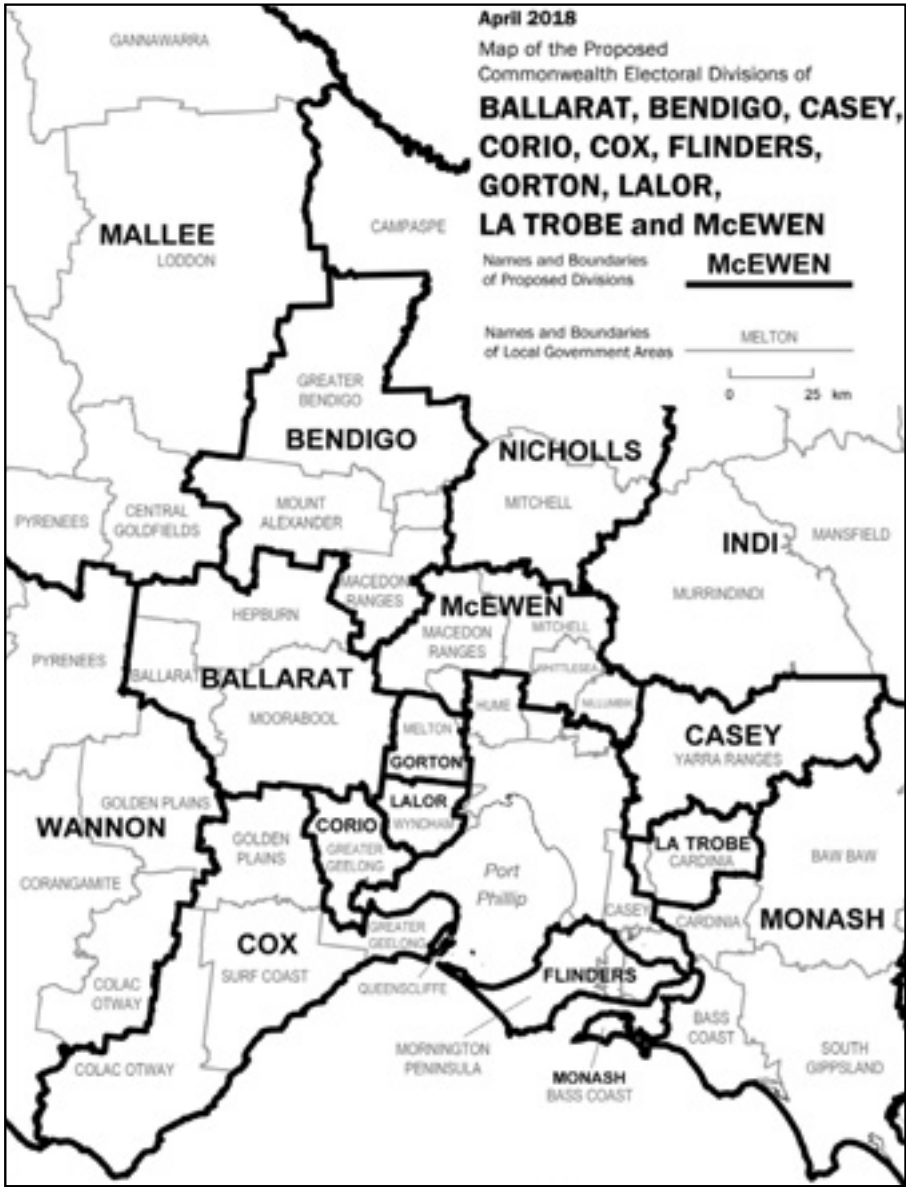 April 2018
Map of the Proposed
Commonwealth Electoral Divisions of
BALLARAT, BENDIGO, CASEY,
CORIO, COX, FLINDERS,
GORTON, LALOR,
LA TROBE and McEWEN
Names and Boundaries
of Proposed Divisions
McEWEN
Names and Boundaries
of Local Government Areas
MELTON
0 25 km
GANNAWARRA
CAMPASPE
MALLEE
LODDON
GREATER
BENDIGO
BENDIGO
NICHOLLS
MITCHELL
PYRENEES
CENTRAL
GOLDFIELDS
MOUNT
ALEXANDER
INDI
MANSFIELD
MURRINDINDI
MACEDON
RANGES
HEPBURN
McEWEN
MACEDON
RANGES
MITCHELL
WHITTLESEA
NILLUMBIK
PYRENEES
BALLARAT
BALLARAT
MOORABOOL
HUME
MELTON
GORTON
CASEY
YARRA RANGES
LALOR
WYNDHAM
GOLDEN PLAINS
WANNON
GOLDEN
PLAINS
CORIO
GREATER
GEELONG
LA TROBE
CARDINIA
BAW BAW
CORANGAMITE
Port
Phillip
CASEY
CARDINIA
MONASH
COX
SURF COAST
GREATER
GEELONG
QUEENSCLIFFE
FLINDERS
COLAC
OTWAY
COLAC OTWAY
MORNINGTON
PENINSULA
MONASH
BASS COAST
BASS
COAST
SOUTH
GIPPSLAND